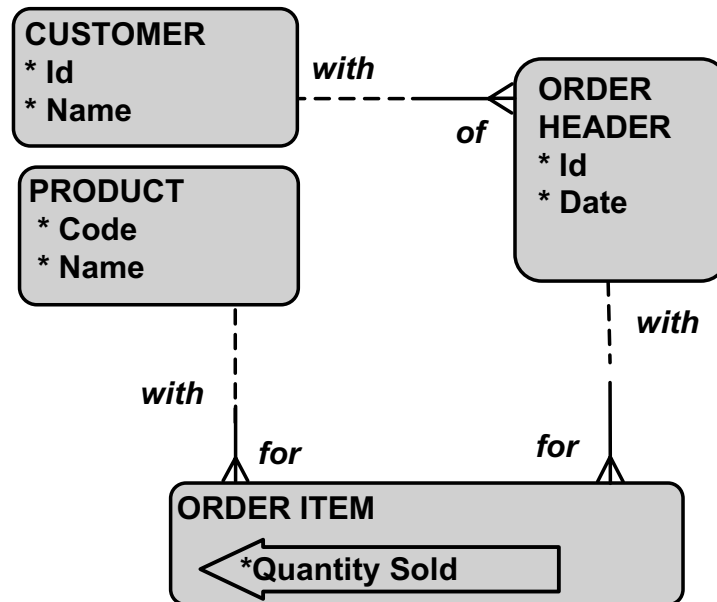 CUSTOMER
* Id
* Name
with
of
ORDER
HEADER
* Id
* Date
PRODUCT
* Code
* Name
with
for
with
for
ORDER ITEM
*Quantity Sold